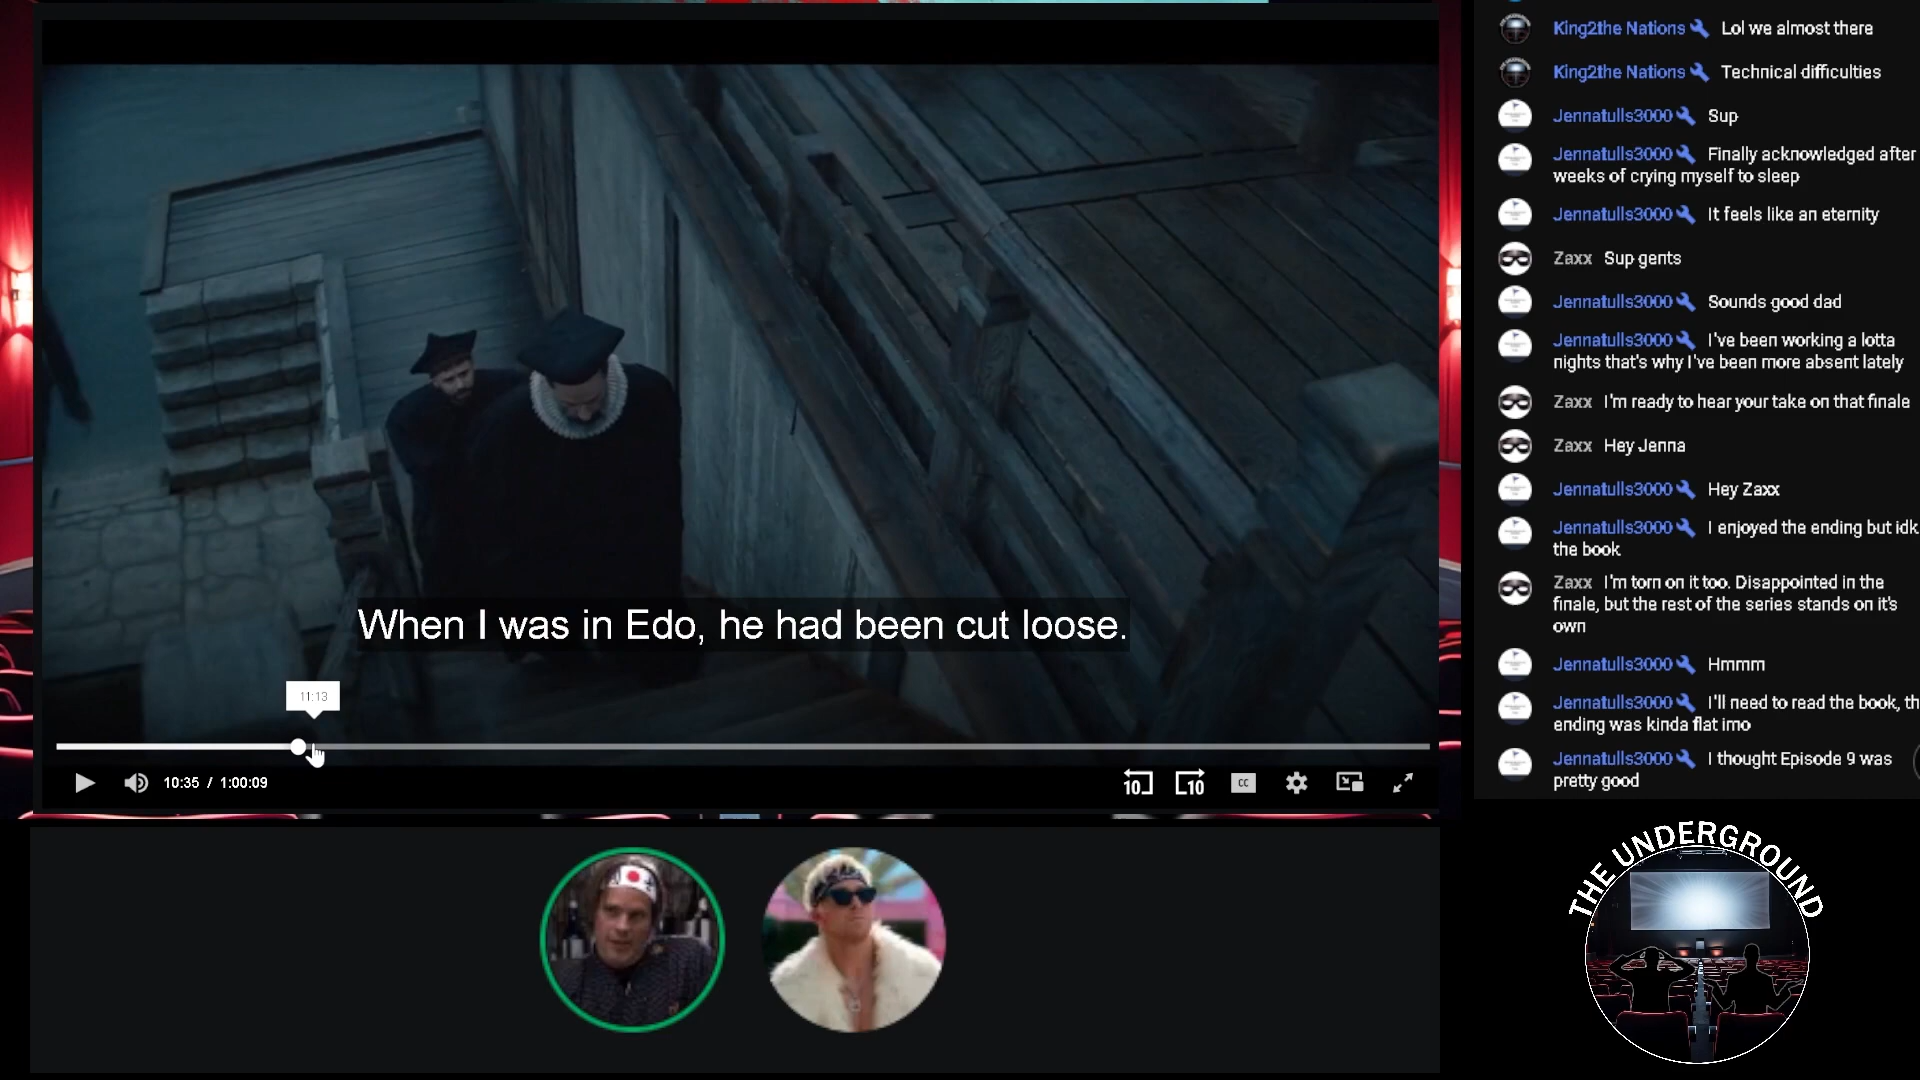 When I was in Edo, he had been cut loose.
11:13
10:35 / 1:00:09
10
10
CC
King2the Nations Lol we almost there
King2the Nations Technical difficulties
Jennatulls3000 Sup
Jennatulls3000 Finally acknowledged after
weeks of crying myself to sleep
Jennatulls3000 It feels like an eternity
Zaxx Sup gents
Jennatulls3000 Sounds good dad
Jennatulls3000 I've been working a lotta
nights that's why I've been more absent lately
Zaxx I'm ready to hear your take on that finale
Zaxx Hey Jenna
Jennatulls3000 Hey Zaxx
Jennatulls3000 I enjoyed the ending but idk
the book
Zaxx I'm torn on it too. Disappointed in the
finale, but the rest of the series stands on it's
own
Jennatulls3000 Hmmm
Jennatulls3000 I'll need to read the book, th
ending was kinda flat imo
Jennatulls3000 I thought Episode 9 was
pretty good
THE UNDERGROUND